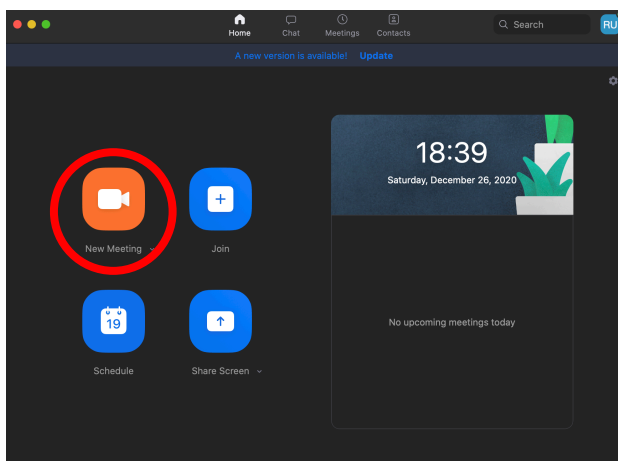 Home Chat Meetings Contacts
Search
RU
A new version is available! Update
18:39
Saturday, December 26, 2020
New Meeting
Join
19
No upcoming meetings today
Schedule
Share Screen